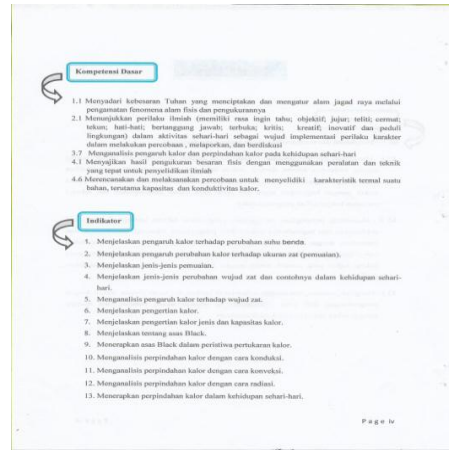 Kompetensi Dasar
1.1 Menyadari kebesaran Tuhan yang menciptakan dan mengatur alam jagad raya melalui
pengamatan fenomena alam fisis dan pengukurannya
2.1 Menunjukkan perilaku ilmiah (memiliki rasa ingin tahu; objektif; jujur; teliti; cermat;
tekun; hati-hati; bertanggung jawab; terbuka; kritis; kreatif; inovatif dan peduli
lingkungan) dalam aktivitas sehari-hari sebagai wujud implementasi perilaku karakter
dalam melakukan percobaan , melaporkan, dan berdiskusi
3.7 Menganalisis pengaruh kalor dan perpindahan kalor pada kehidupan sehari-hari
4.1 Menyajikan hasil pengukuran besaran fisis dengan menggunakan peralatan dan teknik
yang tepat untuk penyelidikan ilmiah
4.6 Merencanakan dan melaksanakan percobaan untuk menyelidiki karakteristik termal suatu
bahan, terutama kapasitas dan konduktivitas kalor.
Indikator
1. Menjelaskan pengaruh kalor terhadap perubahan suhu benda.
2. Menjelaskan pengaruh perubahan kalor terhadap ukuran zat (pemuaian).
3. Menjelaskan jenis-jenis pemuaian.
4. Menjelaskan jenis-jenis perubahan wujud zat dan contohnya dalam kehidupan sehari-
hari.
5. Menganalisis pengaruh kalor terhadap wujud zat.
6. Menjelaskan pengertian kalor.
7. Menjelaskan pengertian kalor jenis dan kapasitas kalor.
8. Menjelaskan tentang asas Black.
9. Menerapkan asas Black dalam peristiwa pertukaran kalor.
10. Menganalisis perpindahan kalor dengan cara konduksi.
11. Menganalisis perpindahan kalor dengan cara konveksi.
12. Menganalisis perpindahan kalor dengan cara radiasi.
13. Menerapkan perpindahan kalor dalam kehidupan sehari-hari.
Page iv